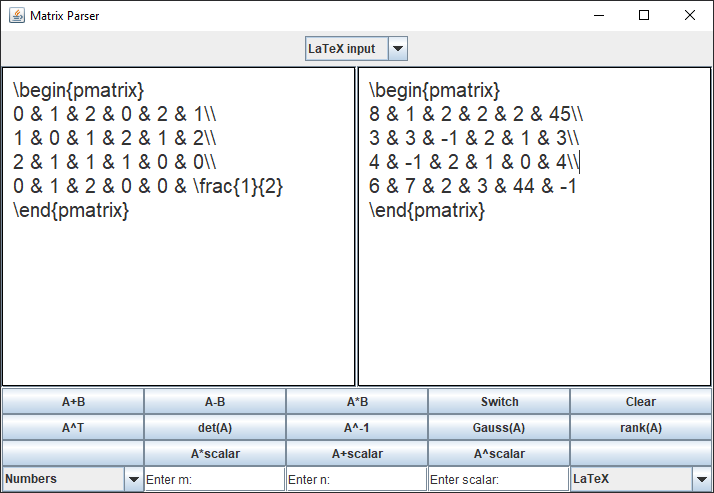 Matrix Parser
LaTeX input
\begin{pmatrix}
0 & 1 & 2 & 0 & 2 & 1\\
1 & 0 & 1 & 2 & 1 & 2\\
2 & 1 & 1 & 1 & 0 & 0\\
0 & 1 & 2 & 0 & 0 & \frac{1}{2}
\end{pmatrix}
\begin{pmatrix}
8 & 1 & 2 & 2 & 2 & 45\\
3 & 3 & -1 & 2 & 1 & 3\\
4 & -1 & 2 & 1 & 0 & 4\\
6 & 7 & 2 & 3 & 44 & -1
\end{pmatrix}
A+B A-B A*B Switch Clear
A^T det(A) A^-1 Gauss(A) rank(A)
A*scalar A+scalar A^scalar
Numbers Enter m: Enter n: Enter scalar: LaTeX